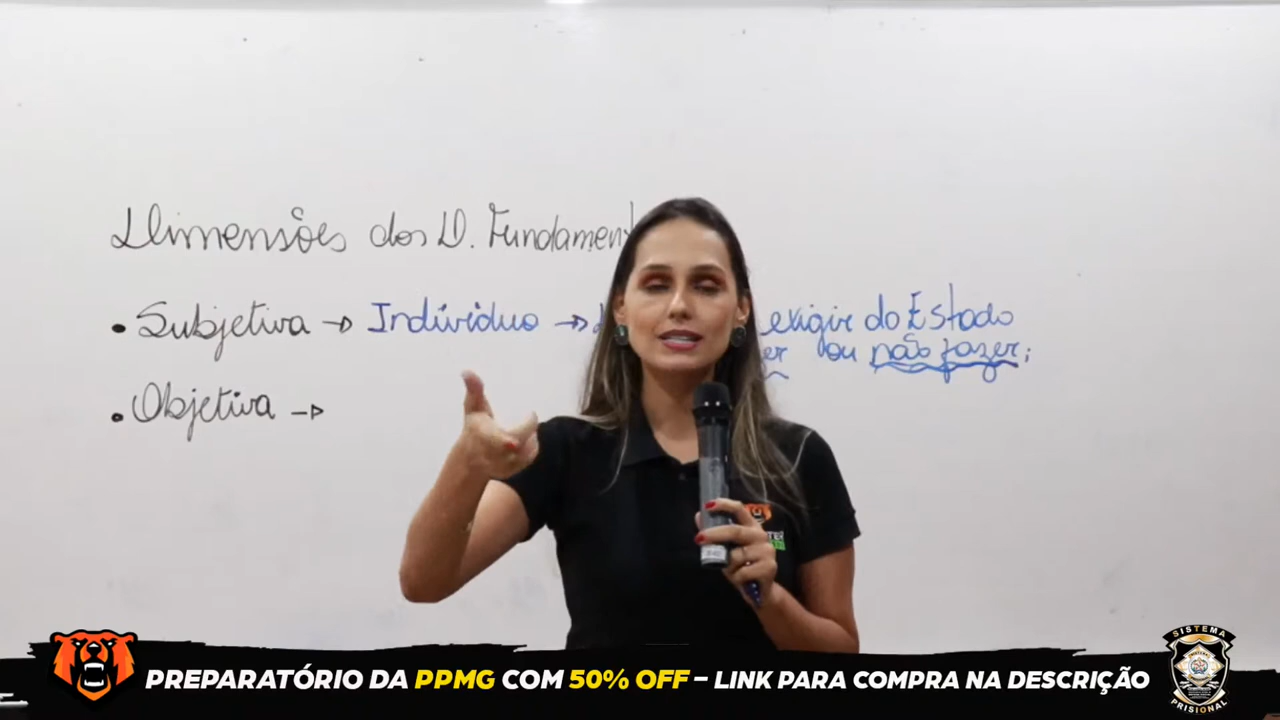 Dimensões dos D. Fundament
• Subjetiva → Indivíduo → exigir do Estado
er ou não fazer;
• Objetiva →
PREPARATÓRIO DA PPMG COM 50% OFF – LINK PARA COMPRA NA DESCRIÇÃO
SISTEMA
PRISIONAL